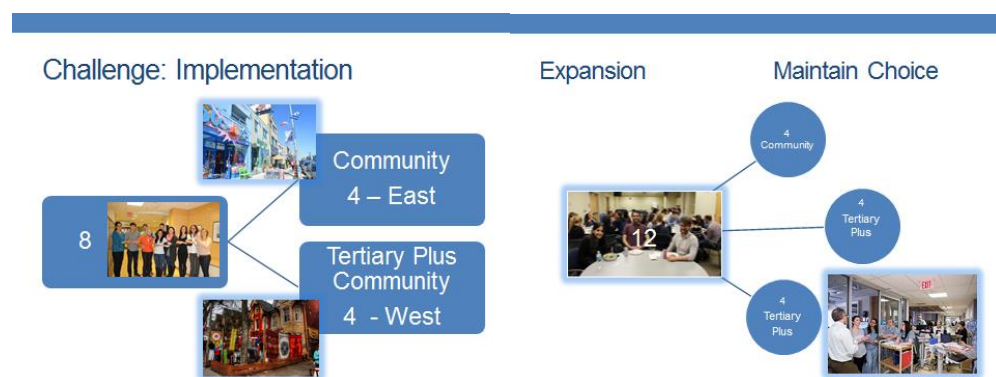 Challenge: Implementation
8
Community
4 – East
Tertiary Plus
Community
4 - West
Expansion
Maintain Choice
12
4
Community
4
Tertiary
Plus
4
Tertiary
Plus
EXIT